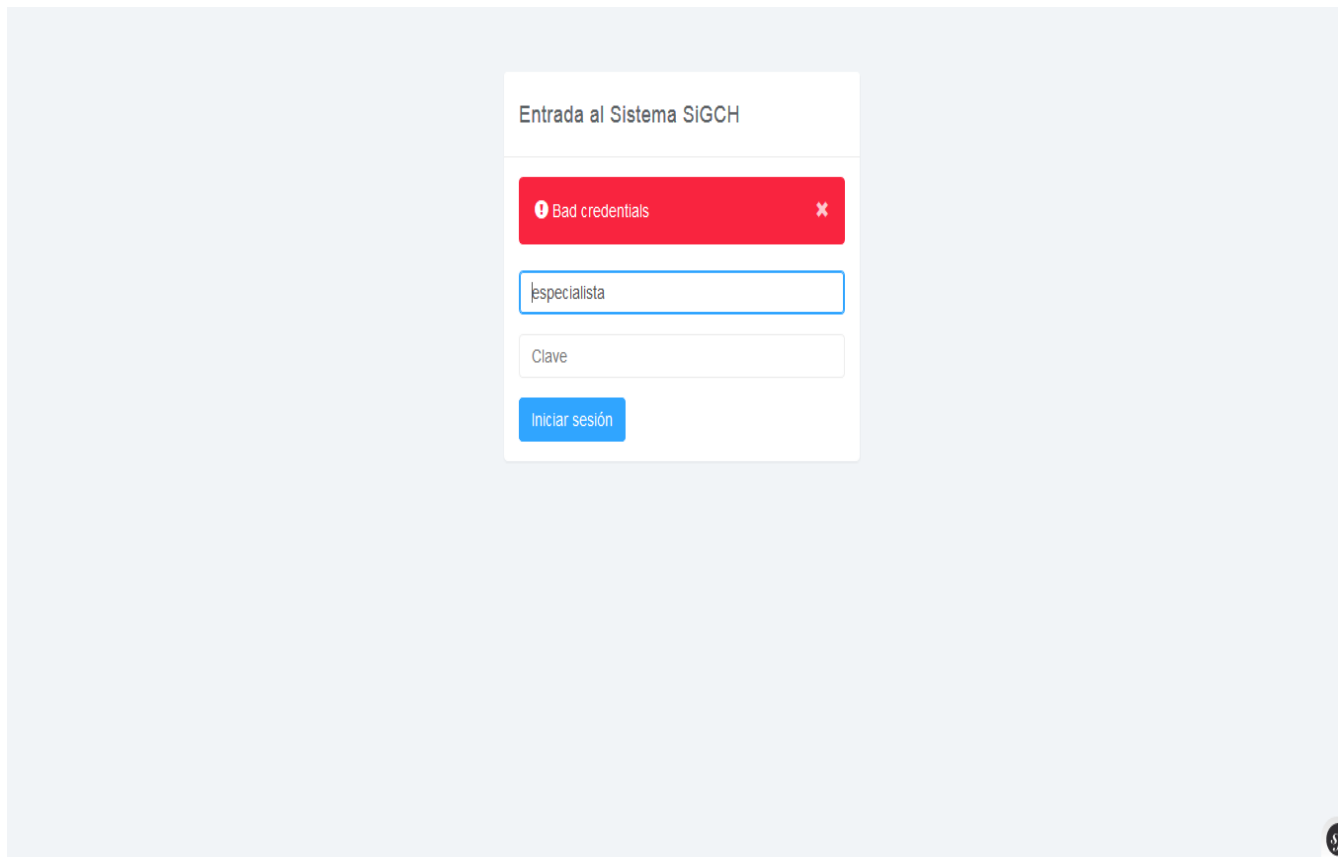 Entrada al Sistema SiGCH
Bad credentials
especialista
Clave
Iniciar sesión